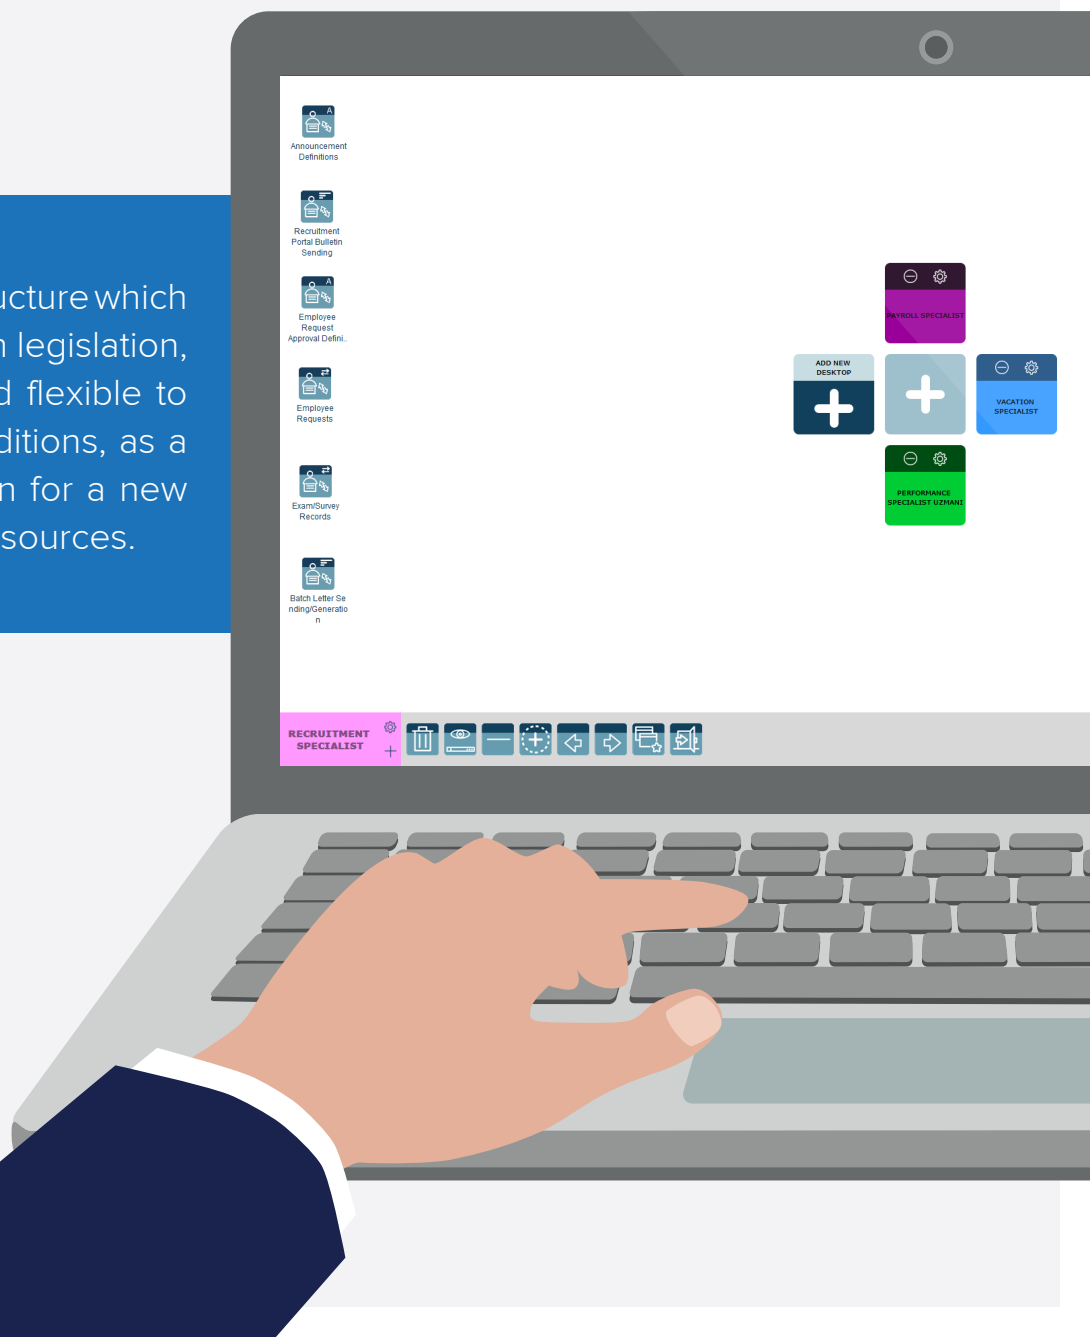 ucture which
legislation,
flexible to
ditions, as a
for a new
sources.
Announcement
Definitions
Recruitment
Portal Bulletin
Sending
Employee
Request
Approval Defini..
Employee
Requests
Exam/Survey
Records
Batch Letter Se
nding/Generatio
n
PAYROLL SPECIALIST
ADD NEW
DESKTOP
VACATION
SPECIALIST
PERFORMANCE
SPECIALIST UZMANI
RECRUITMENT
SPECIALIST